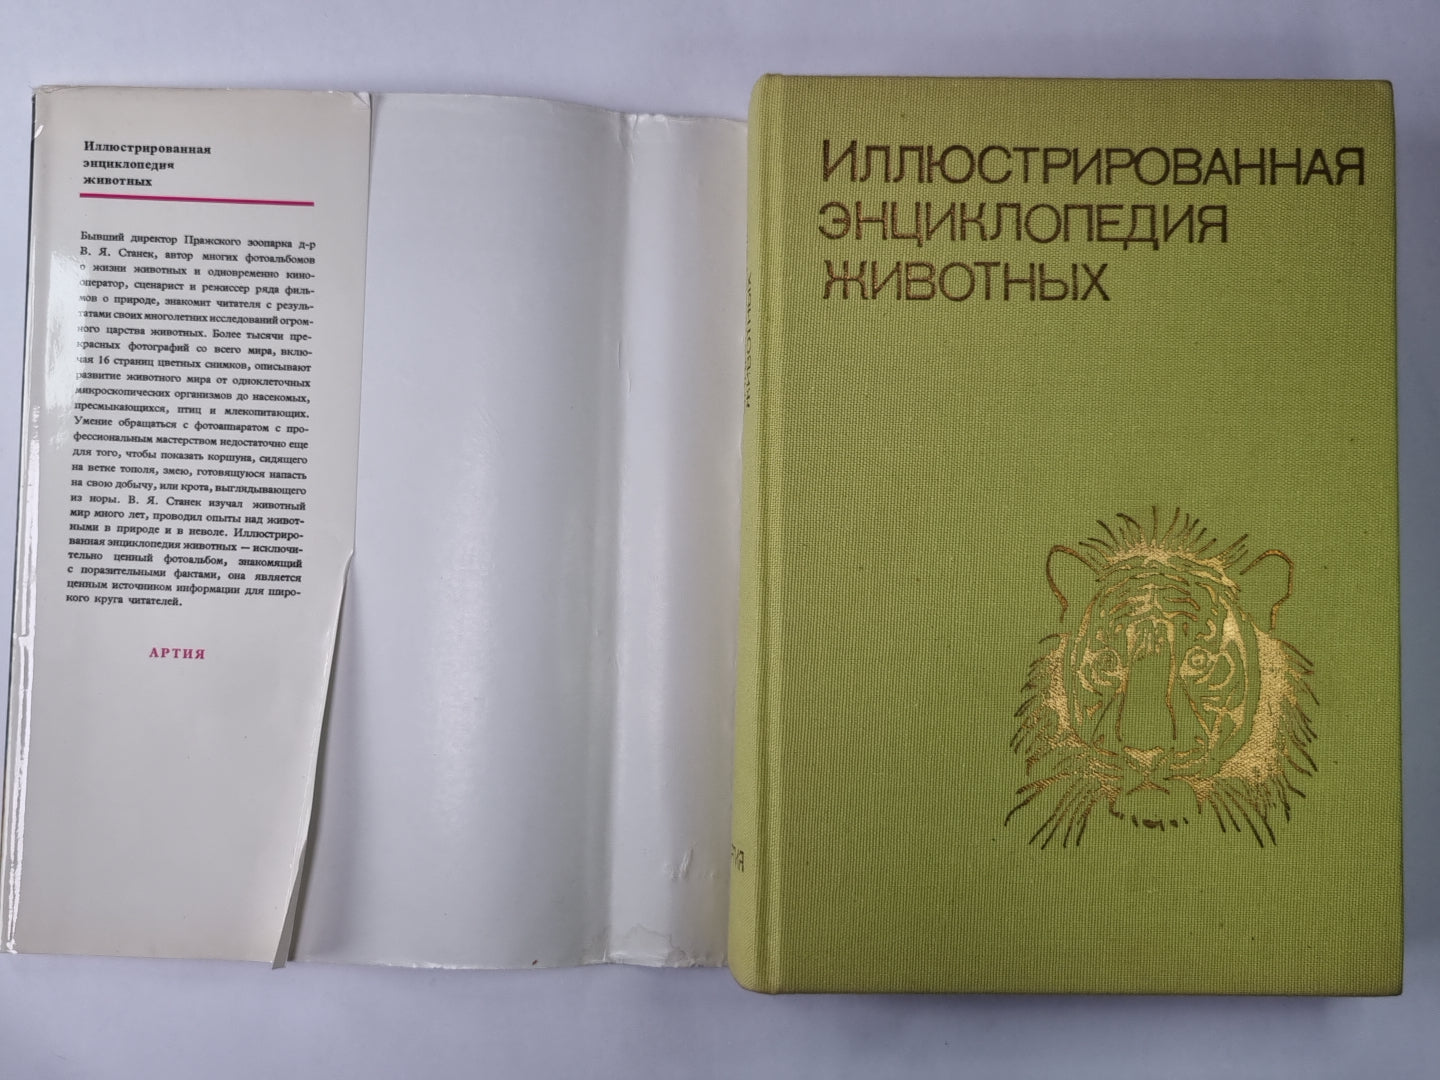 Иллюстрированная
энциклопедия
животных
Бывший директор Пражского зоопарка д-р
В. Я. Станек, автор многих фотоальбомов
о жизни животных и одновременно кино-
оператор, сценарист и режиссер ряда филь-
мов о природе, знакомит читателя с резуль-
татами своих многолетних исследований огром-
ного царства животных. Более тысячи пре-
красных фотографий со всего мира, вклю-
чая 16 страниц цветных снимков, описывают
развитие животного мира от одноклеточных
микроскопических организмов до насекомых,
пресмыкающихся, птиц и млекопитающих.
Умение обращаться с фотоаппаратом с про-
фессиональным мастерством недостаточно еще
для того, чтобы показать коршуна, сидящего
на ветке тополя, змею, готовящуюся напасть
на свою добычу, или крота, выглядывающего
из норы. В. Я. Станек изучал животный
мир много лет, проводил опыты над живот-
ными в природе и в неволе. Иллюстриро-
ванная энциклопедия животных — исключи-
тельно ценный фотоальбом, знакомящий
с поразительными фактами, она является
ценным источником информации для широ-
кого круга читателей.
АРТИЯ
ИЛЛЮСТРИРОВАННАЯ
ЭНЦИКЛОПЕДИЯ
ЖИВОТНЫХ